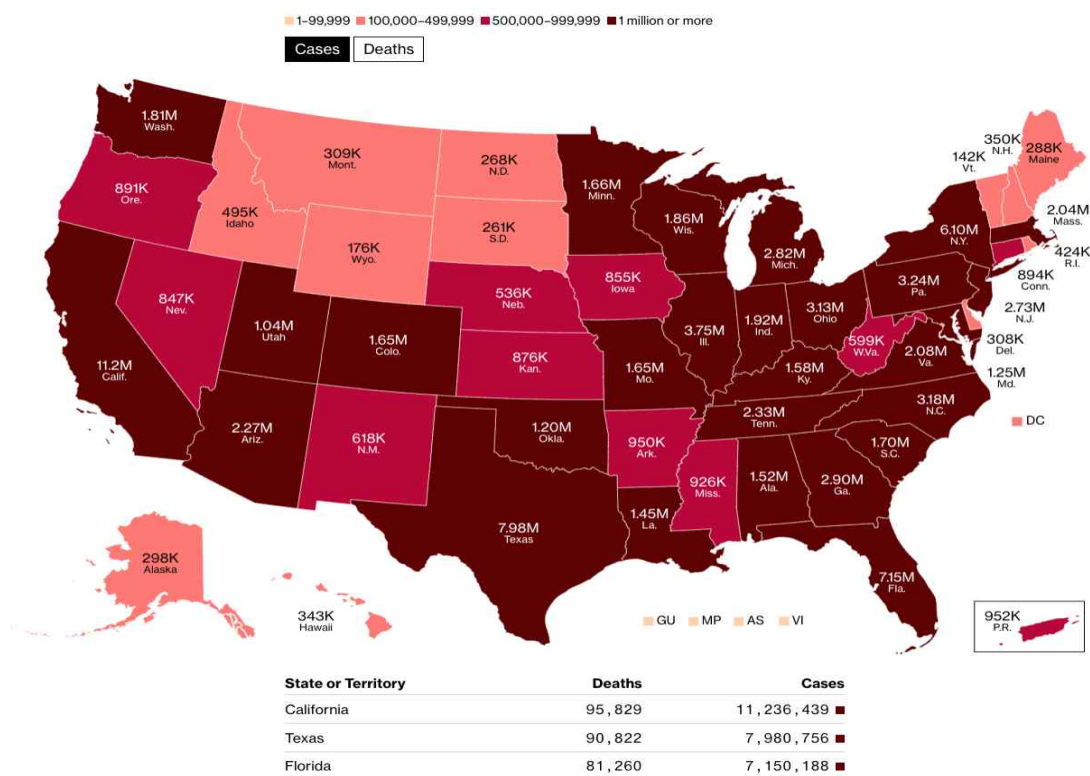 1–99,999 100,000–499,999 500,000–999,999 1 million or more
Cases Deaths
1.81M
Wash.
309K
Mont.
268K
N.D.
1.66M
Minn.
142K
Vt.
350K
N.H.
288K
Maine
891K
Ore.
495K
Idaho
176K
Wyo.
261K
S.D.
1.86M
Wis.
2.82M
Mich.
6.10M
N.Y.
2.04M
Mass.
424K
R.I.
894K
Conn.
847K
Nev.
1.04M
Utah
1.65M
Colo.
536K
Neb.
855K
Iowa
3.75M
Ill.
1.92M
Ind.
3.13M
Ohio
3.24M
Pa.
2.73M
N.J.
308K
Del.
1.25M
Md.
11.2M
Calif.
876K
Kan.
1.65M
Mo.
1.58M
Ky.
599K
W.Va.
2.08M
Va.
2.27M
Ariz.
618K
N.M.
1.20M
Okla.
950K
Ark.
2.33M
Tenn.
3.18M
N.C.
DC
7.98M
Texas
1.45M
La.
926K
Miss.
1.52M
Ala.
2.90M
Ga.
1.70M
S.C.
7.15M
Fla.
298K
Alaska
343K
Hawaii
GU MP AS VI
952K
P.R.
State or Territory Deaths Cases
California 95,829 11,236,439
Texas 90,822 7,980,756
Florida 81,260 7,150,188